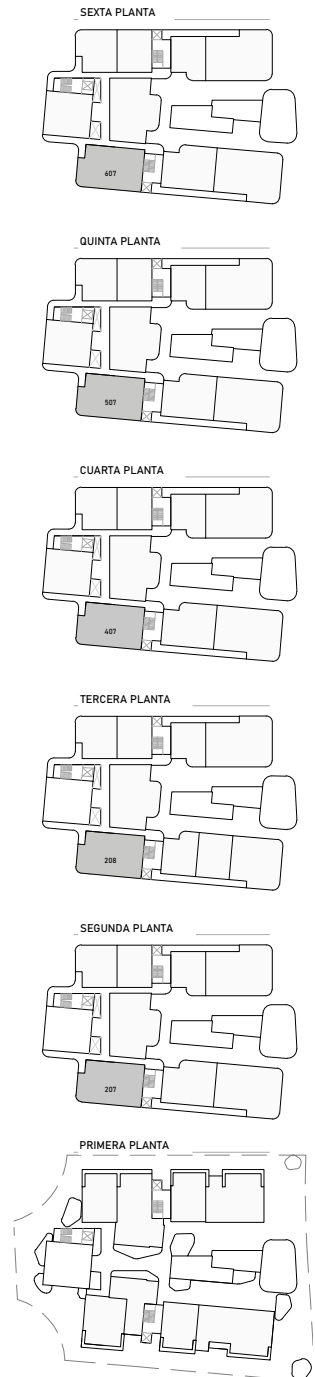 SEXTA PLANTA
607
QUINTA PLANTA
507
CUARTA PLANTA
407
TERCERA PLANTA
208
SEGUNDA PLANTA
207
PRIMERA PLANTA